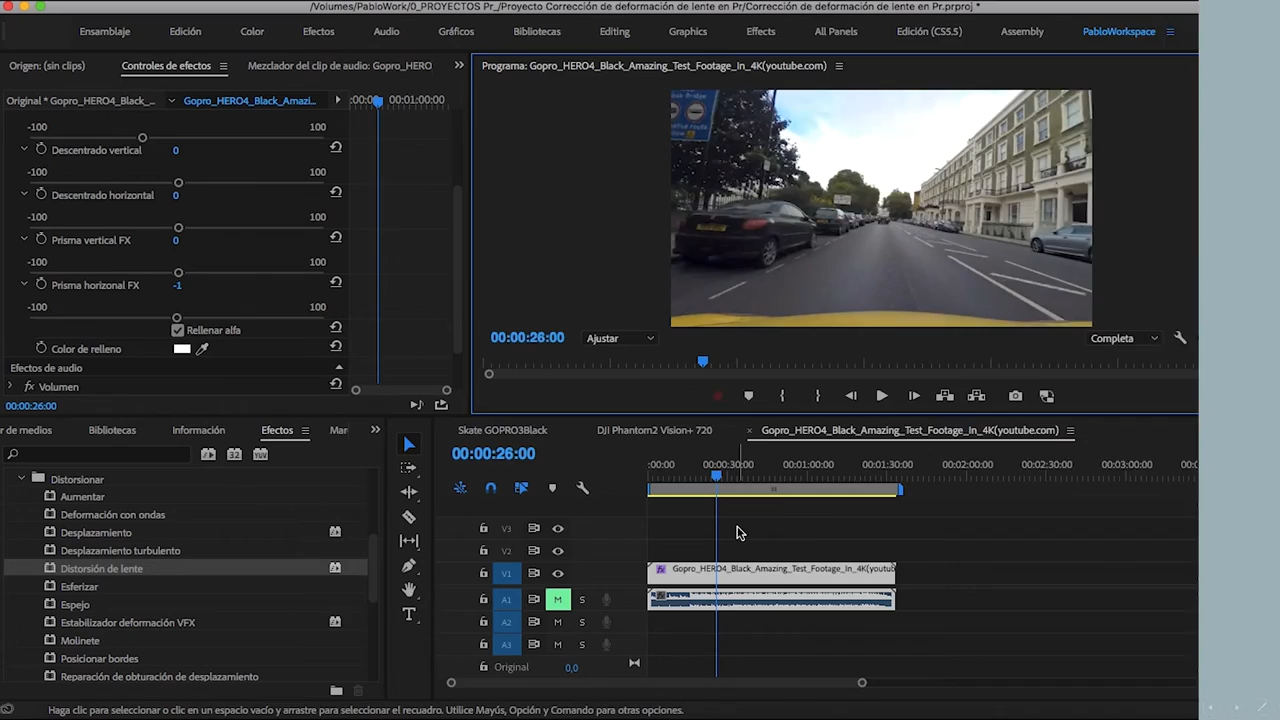 /Volumes/PabloWork/0_PROYECTOS Pr_/Proyecto Corrección de deformación de lente en Pr/Corrección de deformación de lente en Pr.prproj *
Ensamblaje Edición Color Efectos Audio Gráficos Bibliotecas Editing Graphics Effects All Panels Edición (CS5.5) Assembly PabloWorkspace
Origen: (sin clips) Controles de efectos Mezclador del clip de audio: Gopro_HERO
Programa: Gopro_HERO4_Black_Amazing_Test_Footage_In_4K(youtube.com)
Original * Gopro_HERO4_Black_... Gopro_HERO4_Black_Amazi... :00:00 00:01:00:00
-100 100
Descentrado vertical 0
-100 100
Descentrado horizontal 0
-100 100
Prisma vertical FX 0
-100 100
Prisma horizonal FX -1
-100 100
Rellenar alfa
Color de relleno
Efectos de audio
fx Volumen
00:00:26:00
00:00:26:00 Ajustar Completa
r de medios Bibliotecas Información Efectos Mar
Distorsionar
Aumentar
Deformación con ondas
Desplazamiento
Desplazamiento turbulento
Distorsión de lente
Esferizar
Espejo
Estabilizador deformación VFX
Molinete
Posicionar bordes
Reparación de obturación de desplazamiento
Skate GOPRO3Black DJI Phantom2 Vision+ 720 × Gopro_HERO4_Black_Amazing_Test_Footage_In_4K(youtube.com)
00:00:26:00
:00:00 00:00:30:00 00:01:00:00 00:01:30:00 00:02:00:00 00:02:30:00 00:03:00:00 00:0
V3
V2
V1 fx Gopro_HERO4_Black_Amazing_Test_Footage_In_4K(youtub
A1 M S
A2 M S
A3 M S
Original 0,0
Haga clic para seleccionar o clic en un espacio vacío y arrastre para seleccionar el recuadro. Utilice Mayús, Opción y Comando para otras opciones.